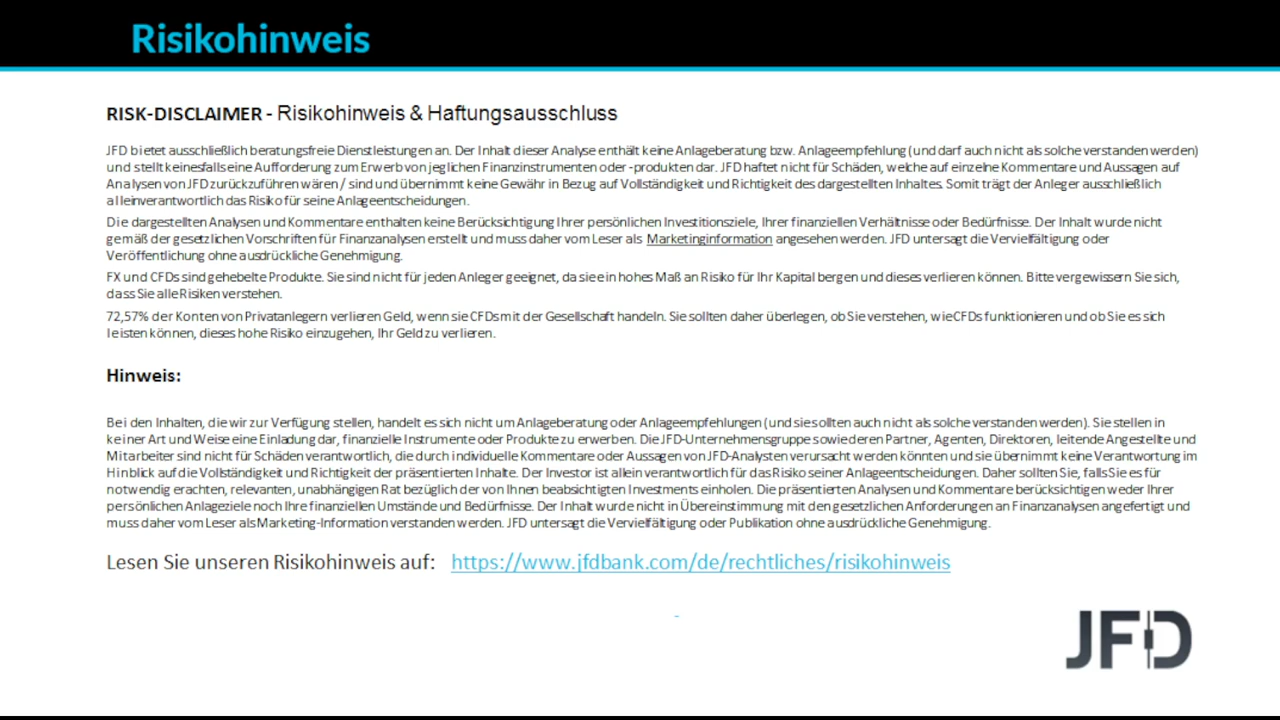 Risikohinweis
RISK-DISCLAIMER - Risikohinweis & Haftungsausschluss
JFD bietet ausschließlich beratungsfreie Dienstleistungen an. Der Inhalt dieser Analyse enthält keine Anlageberatung bzw. Anlageempfehlung (und darf auch nicht als solche verstanden werden)
und stellt keinesfalls eine Aufforderung zum Erwerb von jeglichen Finanzinstrumenten oder -produkten dar. JFD haftet nicht für Schäden, welche auf einzelne Kommentare und Aussagen auf
Analysen von JFD zurückzuführen wären / sind und übernimmt keine Gewähr in Bezug auf Vollständigkeit und Richtigkeit des dargestellten Inhaltes. Somit trägt der Anleger ausschließlich
alleinverantwortlich das Risiko für seine Anlageentscheidungen.
Die dargestellten Analysen und Kommentare enthalten keine Berücksichtigung Ihrer persönlichen Investitionsziele, Ihrer finanziellen Verhältnisse oder Bedürfnisse. Der Inhalt wurde nicht
gemäß der gesetzlichen Vorschriften für Finanzanalysen erstellt und muss daher vom Leser als Marketinginformation angesehen werden. JFD untersagt die Vervielfältigung oder
Veröffentlichung ohne ausdrückliche Genehmigung.
FX und CFDs sind gehebelte Produkte. Sie sind nicht für jeden Anleger geeignet, da sie ein hohes Maß an Risiko für Ihr Kapital bergen und dieses verlieren können. Bitte vergewissern Sie sich,
dass Sie alle Risiken verstehen.
72,57% der Konten von Privatanlegern verlieren Geld, wenn sie CFDs mit der Gesellschaft handeln. Sie sollten daher überlegen, ob Sie verstehen, wie CFDs funktionieren und ob Sie es sich
leisten können, dieses hohe Risiko einzugehen, Ihr Geld zu verlieren.
Hinweis:
Bei den Inhalten, die wir zur Verfügung stellen, handelt es sich nicht um Anlageberatung oder Anlageempfehlungen (und sie sollten auch nicht als solche verstanden werden). Sie stellen in
keiner Art und Weise eine Einladung dar, finanzielle Instrumente oder Produkte zu erwerben. Die JFD-Unternehmensgruppe sowie deren Partner, Agenten, Direktoren, leitende Angestellte und
Mitarbeiter sind nicht für Schäden verantwortlich, die durch individuelle Kommentare oder Aussagen von JFD-Analysten verursacht werden könnten und sie übernimmt keine Verantwortung im
Hinblick auf die Vollständigkeit und Richtigkeit der präsentierten Inhalte. Der Investor ist allein verantwortlich für das Risiko seiner Anlageentscheidungen. Daher sollten Sie, falls Sie es für
notwendig erachten, relevanten, unabhängigen Rat bezüglich der von Ihnen beabsichtigten Investments einholen. Die präsentierten Analysen und Kommentare berücksichtigen weder Ihrer
persönlichen Anlageziele noch Ihre finanziellen Umstände und Bedürfnisse. Der Inhalt wurde nicht in Übereinstimmung mit den gesetzlichen Anforderungen an Finanzanalysen angefertigt und
muss daher vom Leser als Marketing-Information verstanden werden. JFD untersagt die Vervielfältigung oder Publikation ohne ausdrückliche Genehmigung.
Lesen Sie unseren Risikohinweis auf: https://www.jfdbank.com/de/rechtliches/risikohinweis
JFD